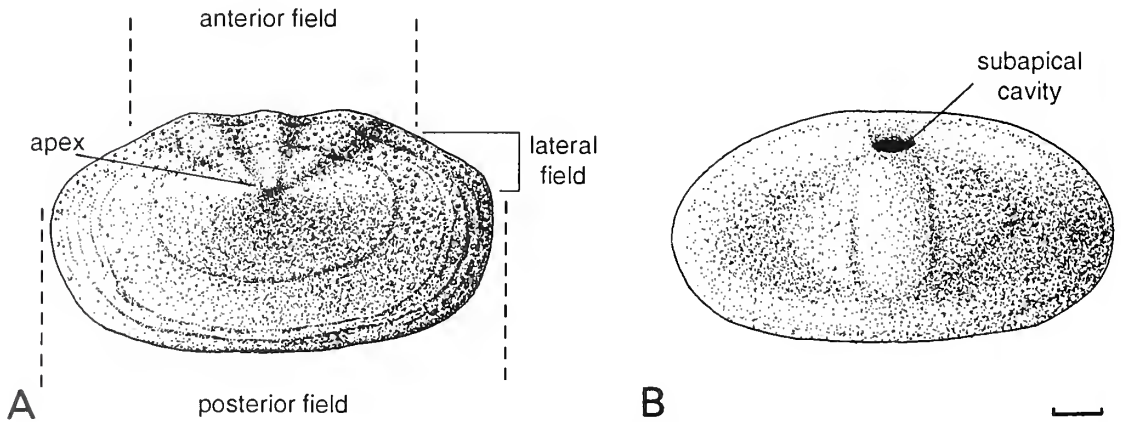 anterior field
subapical
cavity
apex
lateral
field
A
posterior field
B